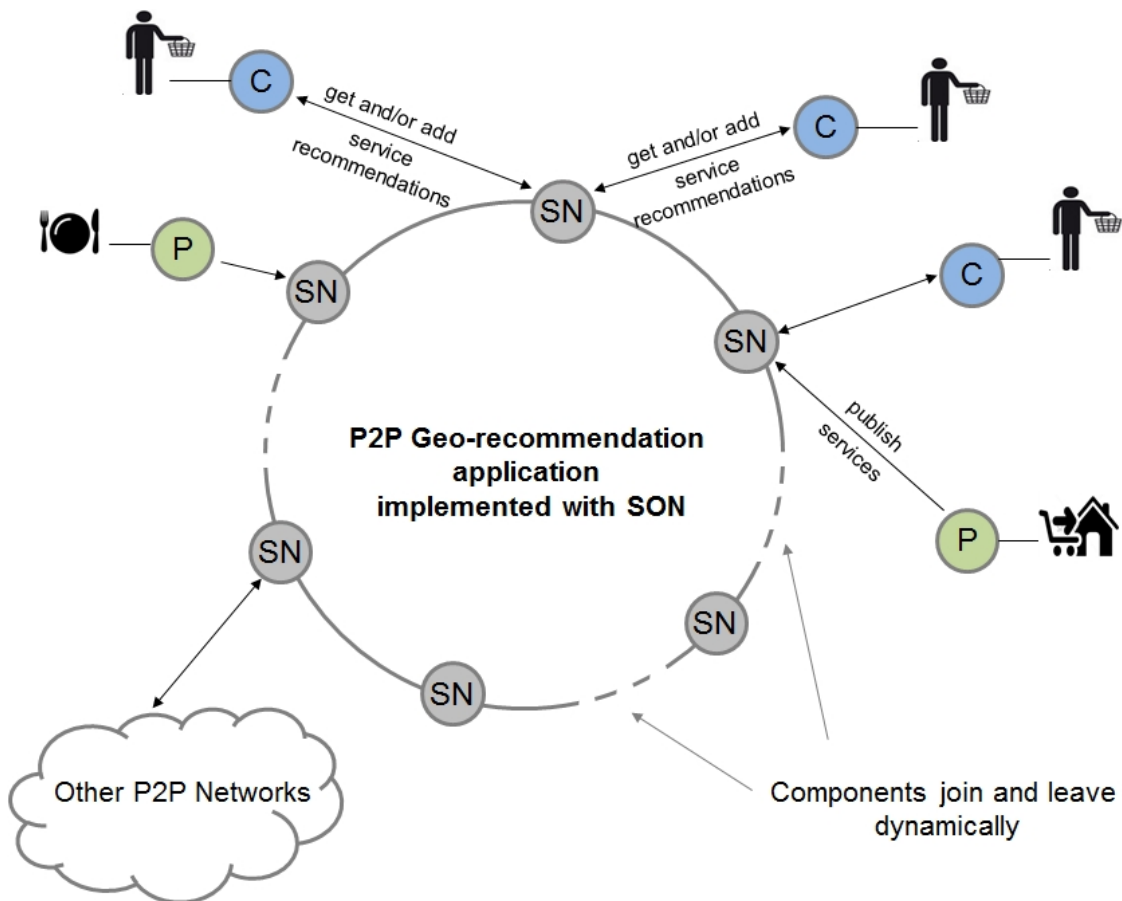 C
get and/or add
service
recommendations
C
get and/or add
service
recommendations
SN
P
SN
C
SN
publish
services
P2P Geo-recommendation
application
implemented with SON
P
SN
SN
SN
Other P2P Networks
Components join and leave
dynamically